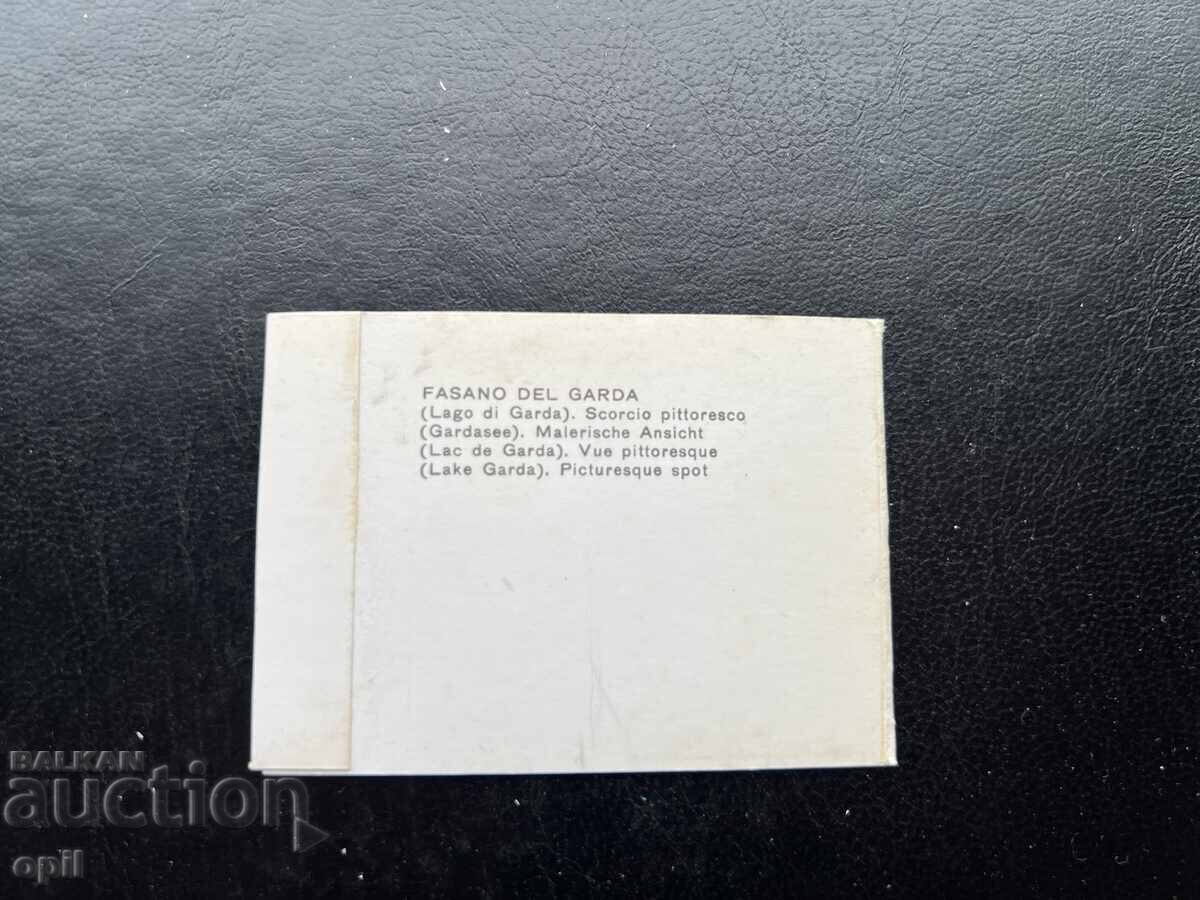 FASANO DEL GARDA
(Lago di Garda). Scorcio pittoresco
(Gardasee). Malerische Ansicht
(Lac de Garda). Vue pittoresque
(Lake Garda). Picturesque spot
BALKAN
auction
opil